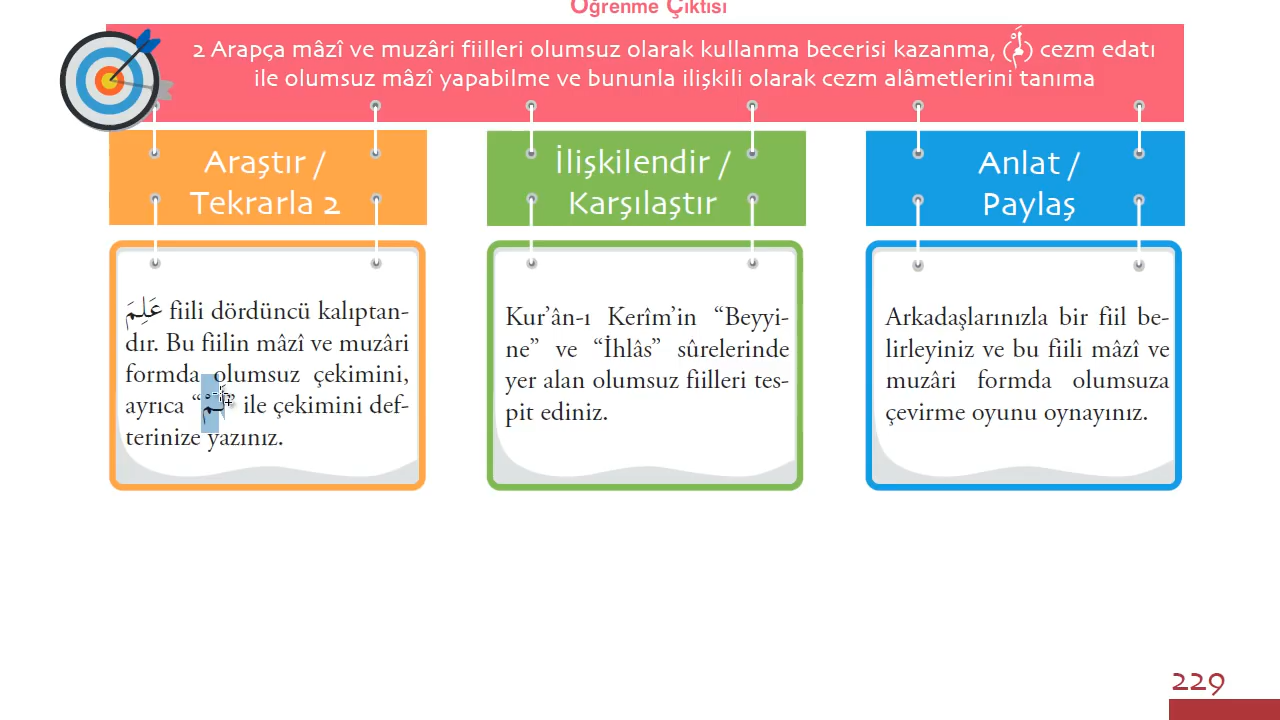 Öğrenme Çıktısı
2 Arapça mâzî ve muzâri fiilleri olumsuz olarak kullanma becerisi kazanma, (لَمْ) cezm edatı
ile olumsuz mâzî yapabilme ve bununla ilişkili olarak cezm alâmetlerini tanıma
Araştır /
Tekrarla 2
عَلِمَ fiili dördüncü kalıptan-
dır. Bu fiilin mâzî ve muzâri
formda olumsuz çekimini,
ayrıca “لَمْ” ile çekimini def-
terinize yazınız.
İlişkilendir /
Karşılaştır
Kur’ân-ı Kerîm’in “Beyyi-
ne” ve “İhlâs” sûrelerinde
yer alan olumsuz fiilleri tes-
pit ediniz.
Anlat /
Paylaş
Arkadaşlarınızla bir fiil be-
lirleyiniz ve bu fiili mâzî ve
muzâri formda olumsuza
çevirme oyunu oynayınız.
229